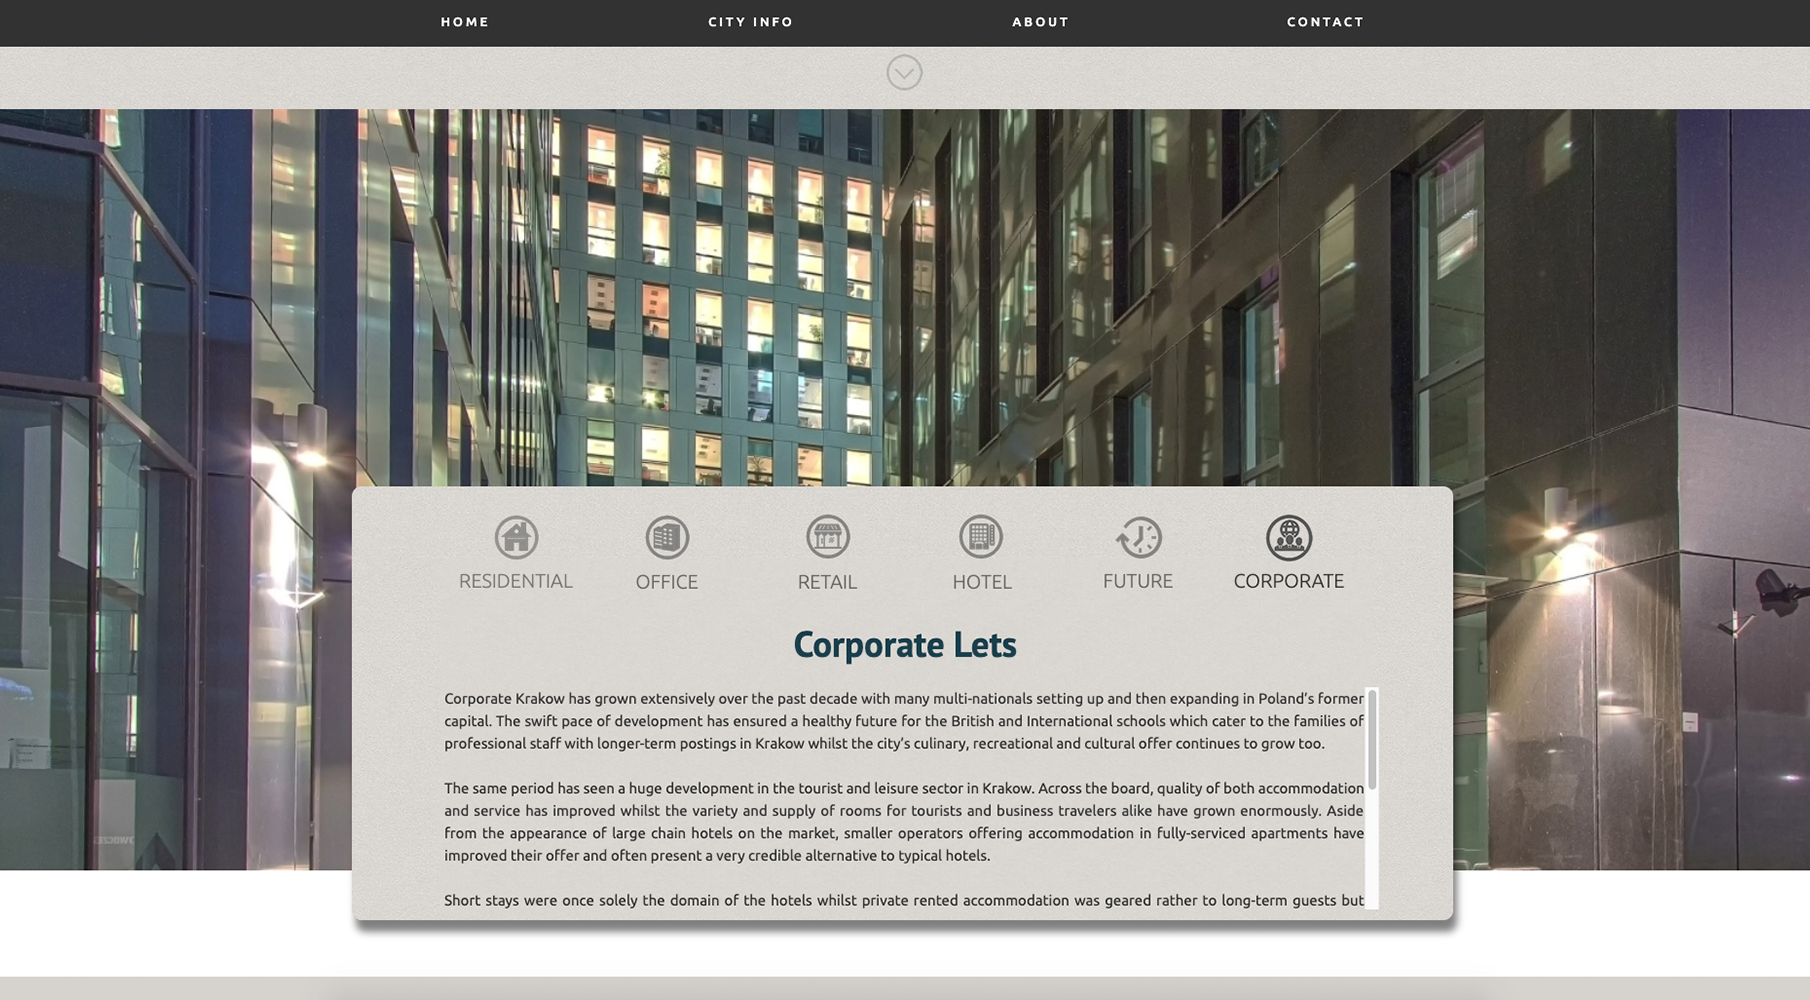 HOME CITY INFO ABOUT CONTACT
RESIDENTIAL OFFICE RETAIL HOTEL FUTURE CORPORATE
Corporate Lets
Corporate Krakow has grown extensively over the past decade with many multi-nationals setting up and then expanding in Poland’s former
capital. The swift pace of development has ensured a healthy future for the British and International schools which cater to the families of
professional staff with longer-term postings in Krakow whilst the city’s culinary, recreational and cultural offer continues to grow too.
The same period has seen a huge development in the tourist and leisure sector in Krakow. Across the board, quality of both accommodation
and service has improved whilst the variety and supply of rooms for tourists and business travelers alike have grown enormously. Aside
from the appearance of large chain hotels on the market, smaller operators offering accommodation in fully-serviced apartments have
improved their offer and often present a very credible alternative to typical hotels.
Short stays were once solely the domain of the hotels whilst private rented accommodation was geared rather to long-term guests but